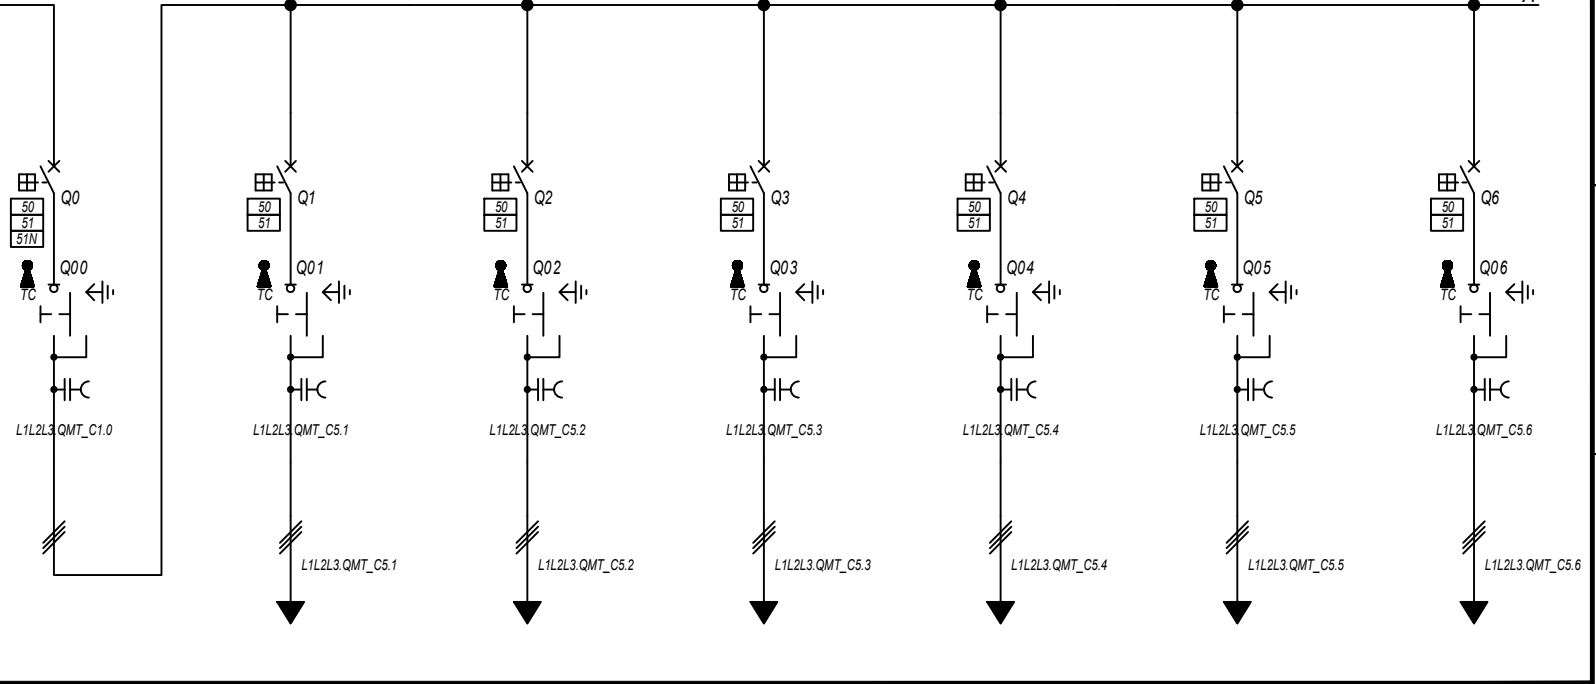 Q0 Q1 Q2 Q3 Q4 Q5 Q6
50 50 50 50 50 50 50
51 51 51 51 51 51 51
51N
Q00 Q01 Q02 Q03 Q04 Q05 Q06
TC TC TC TC TC TC TC
L1L2L3.QMT_C1.0 L1L2L3.QMT_C5.1 L1L2L3.QMT_C5.2 L1L2L3.QMT_C5.3 L1L2L3.QMT_C5.4 L1L2L3.QMT_C5.5 L1L2L3.QMT_C5.6
L1L2L3.QMT_C5.1 L1L2L3.QMT_C5.2 L1L2L3.QMT_C5.3 L1L2L3.QMT_C5.4 L1L2L3.QMT_C5.5 L1L2L3.QMT_C5.6